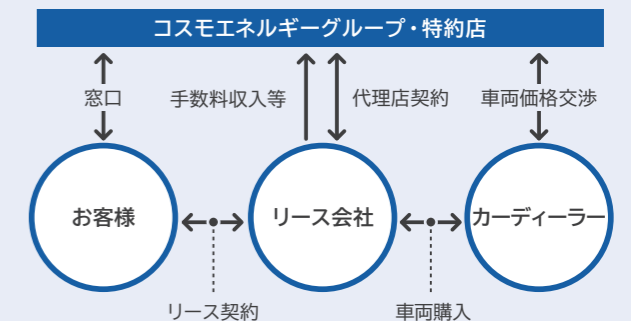 コスモエネルギーグループ・特約店
窓口
手数料収入等
代理店契約
車両価格交渉
お客様
リース会社
カーディーラー
リース契約
車両購入